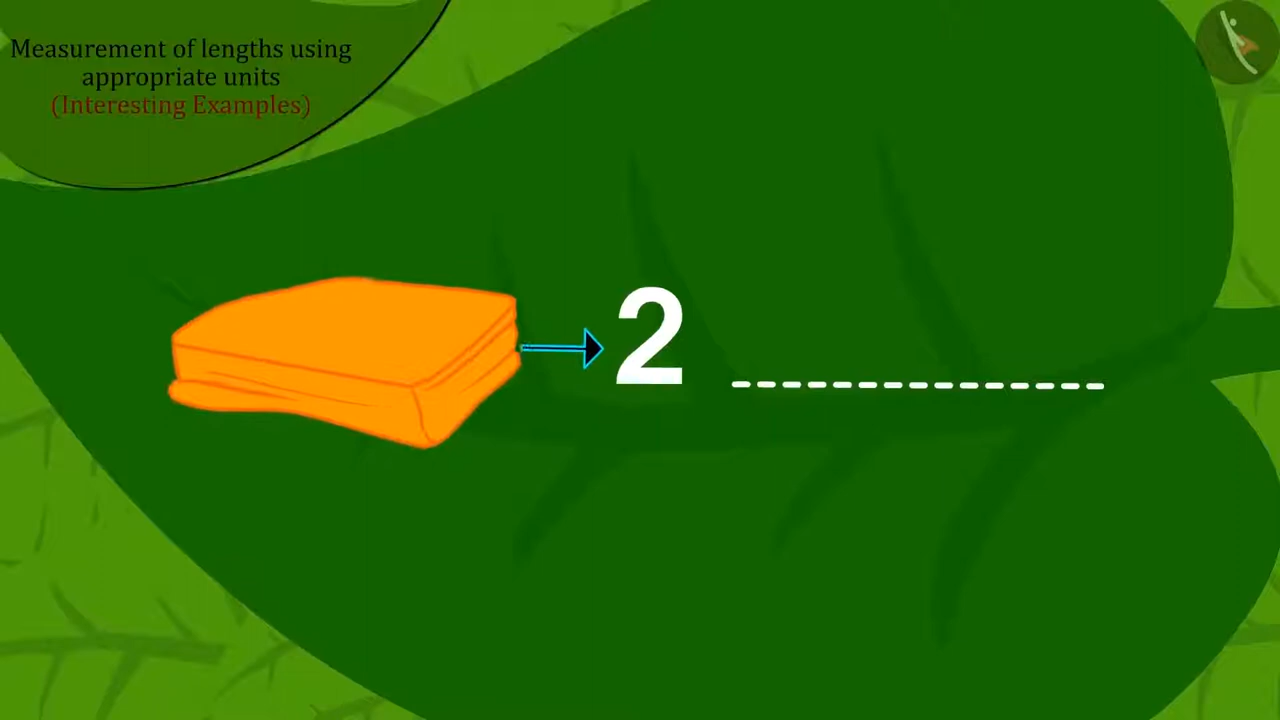 Measurement of lengths using
appropriate units
(Interesting Examples)
2